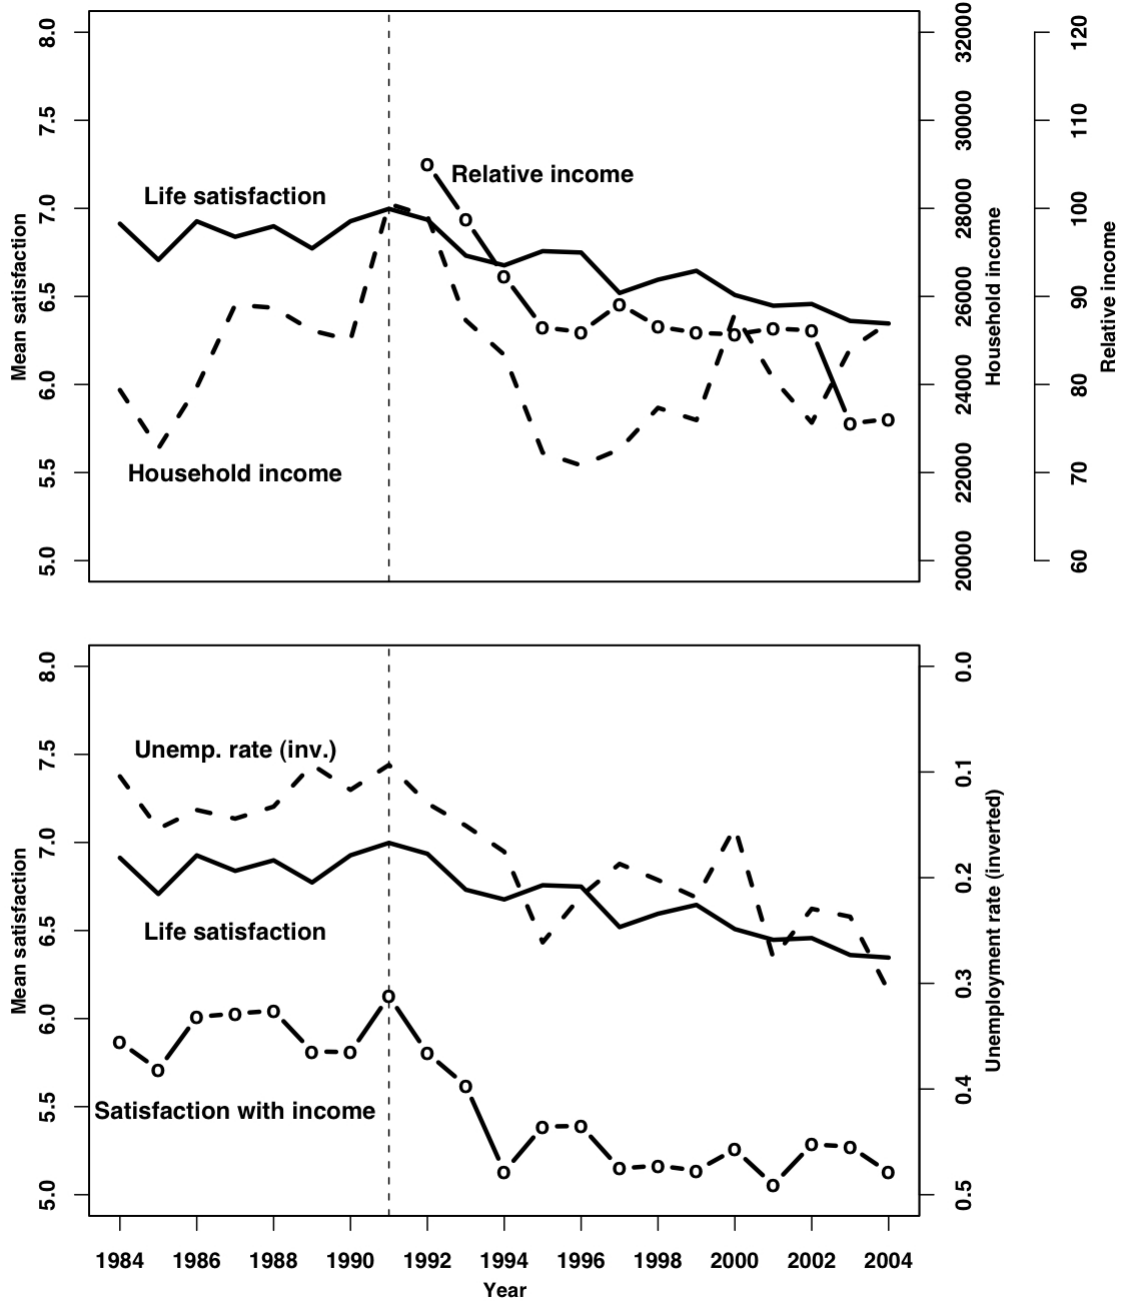 8.0
7.5
7.0
6.5
6.0
5.5
5.0
Mean satisfaction
Life satisfaction
Relative income
Household income
32000
30000
28000
26000
24000
22000
20000
Household income
120
110
100
90
80
70
60
Relative income
8.0
7.5
7.0
6.5
6.0
5.5
5.0
Mean satisfaction
Unemp. rate (inv.)
Life satisfaction
Satisfaction with income
0.0
0.1
0.2
0.3
0.4
0.5
Unemployment rate (inverted)
1984 1986 1988 1990 1992 1994 1996 1998 2000 2002 2004
Year